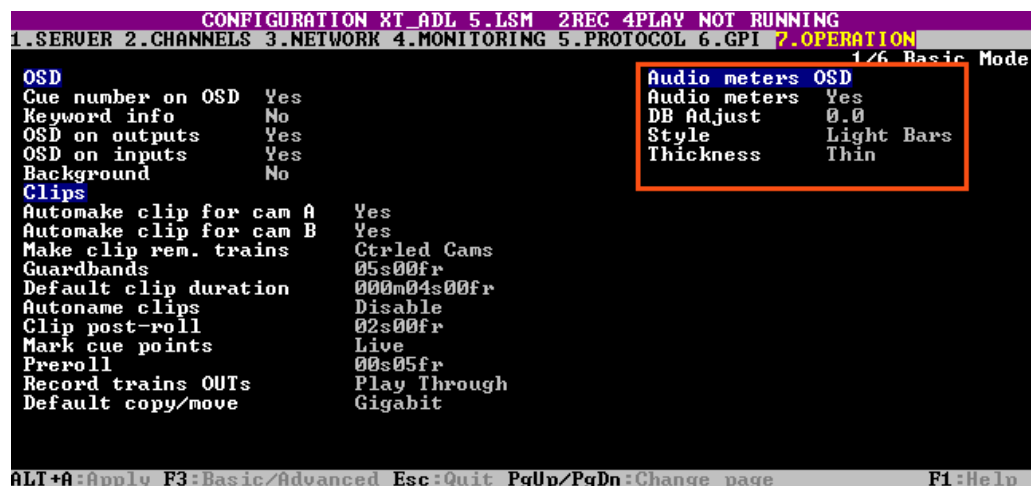 CONFIGURATION XT_ADL 5.LSM 2REC 4PLAY NOT RUNNING
1.SERVER 2.CHANNELS 3.NETWORK 4.MONITORING 5.PROTOCOL 6.GPI 7.OPERATION
1/6 Basic Mode
OSD
Cue number on OSD Yes
Keyword info No
OSD on outputs Yes
OSD on inputs Yes
Background No
Clips
Automake clip for cam A Yes
Automake clip for cam B Yes
Make clip rem. trains Ctrled Cams
Guardbands 05s00fr
Default clip duration 000m04s00fr
Autoname clips Disable
Clip post-roll 02s00fr
Mark cue points Live
Preroll 00s05fr
Record trains OUTs Play Through
Default copy/move Gigabit
Audio meters OSD
Audio meters Yes
DB Adjust 0.0
Style Light Bars
Thickness Thin
ALT+A:Apply F3:Basic/Advanced Esc:Quit PgUp/PgDn:Change page F1:Help